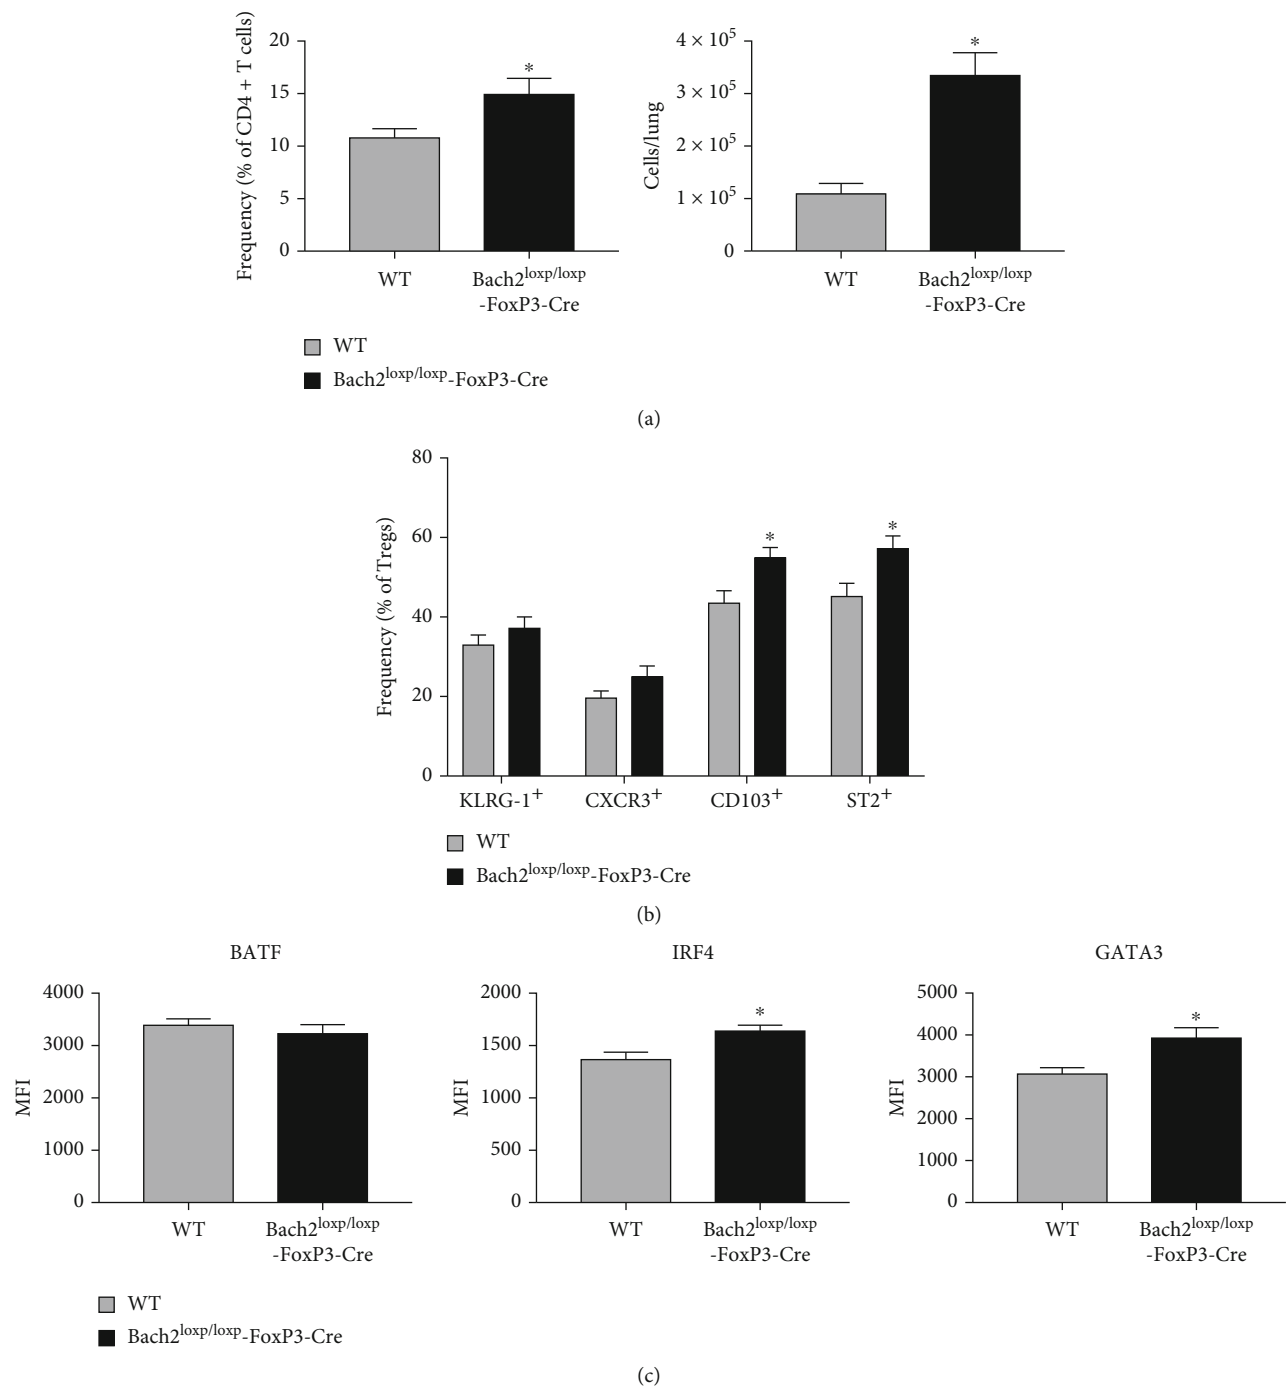 Frequency (% of CD4 + T cells)
20
15
10
5
0
*
WT
Bach2loxp/loxp
-FoxP3-Cre
Cells/lung
4 × 10⁵
3 × 10⁵
2 × 10⁵
1 × 10⁵
0
*
WT
Bach2loxp/loxp
-FoxP3-Cre
WT
Bach2loxp/loxp-FoxP3-Cre
(a)
Frequency (% of Tregs)
80
60
40
20
0
*
*
KLRG-1⁺
CXCR3⁺
CD103⁺
ST2⁺
WT
Bach2loxp/loxp-FoxP3-Cre
(b)
BATF
MFI
4000
3000
2000
1000
0
WT
Bach2loxp/loxp
-FoxP3-Cre
IRF4
MFI
2000
1500
1000
500
0
*
WT
Bach2loxp/loxp
-FoxP3-Cre
GATA3
MFI
5000
4000
3000
2000
1000
0
*
WT
Bach2loxp/loxp
-FoxP3-Cre
WT
Bach2loxp/loxp-FoxP3-Cre
(c)